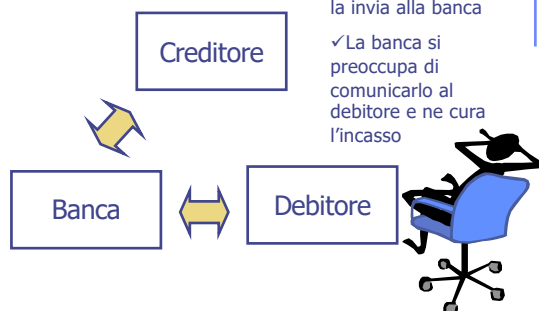 la invia alla banca
✓La banca si
preoccupa di
comunicarlo al
debitore e ne cura
l'incasso
Creditore
Banca
Debitore